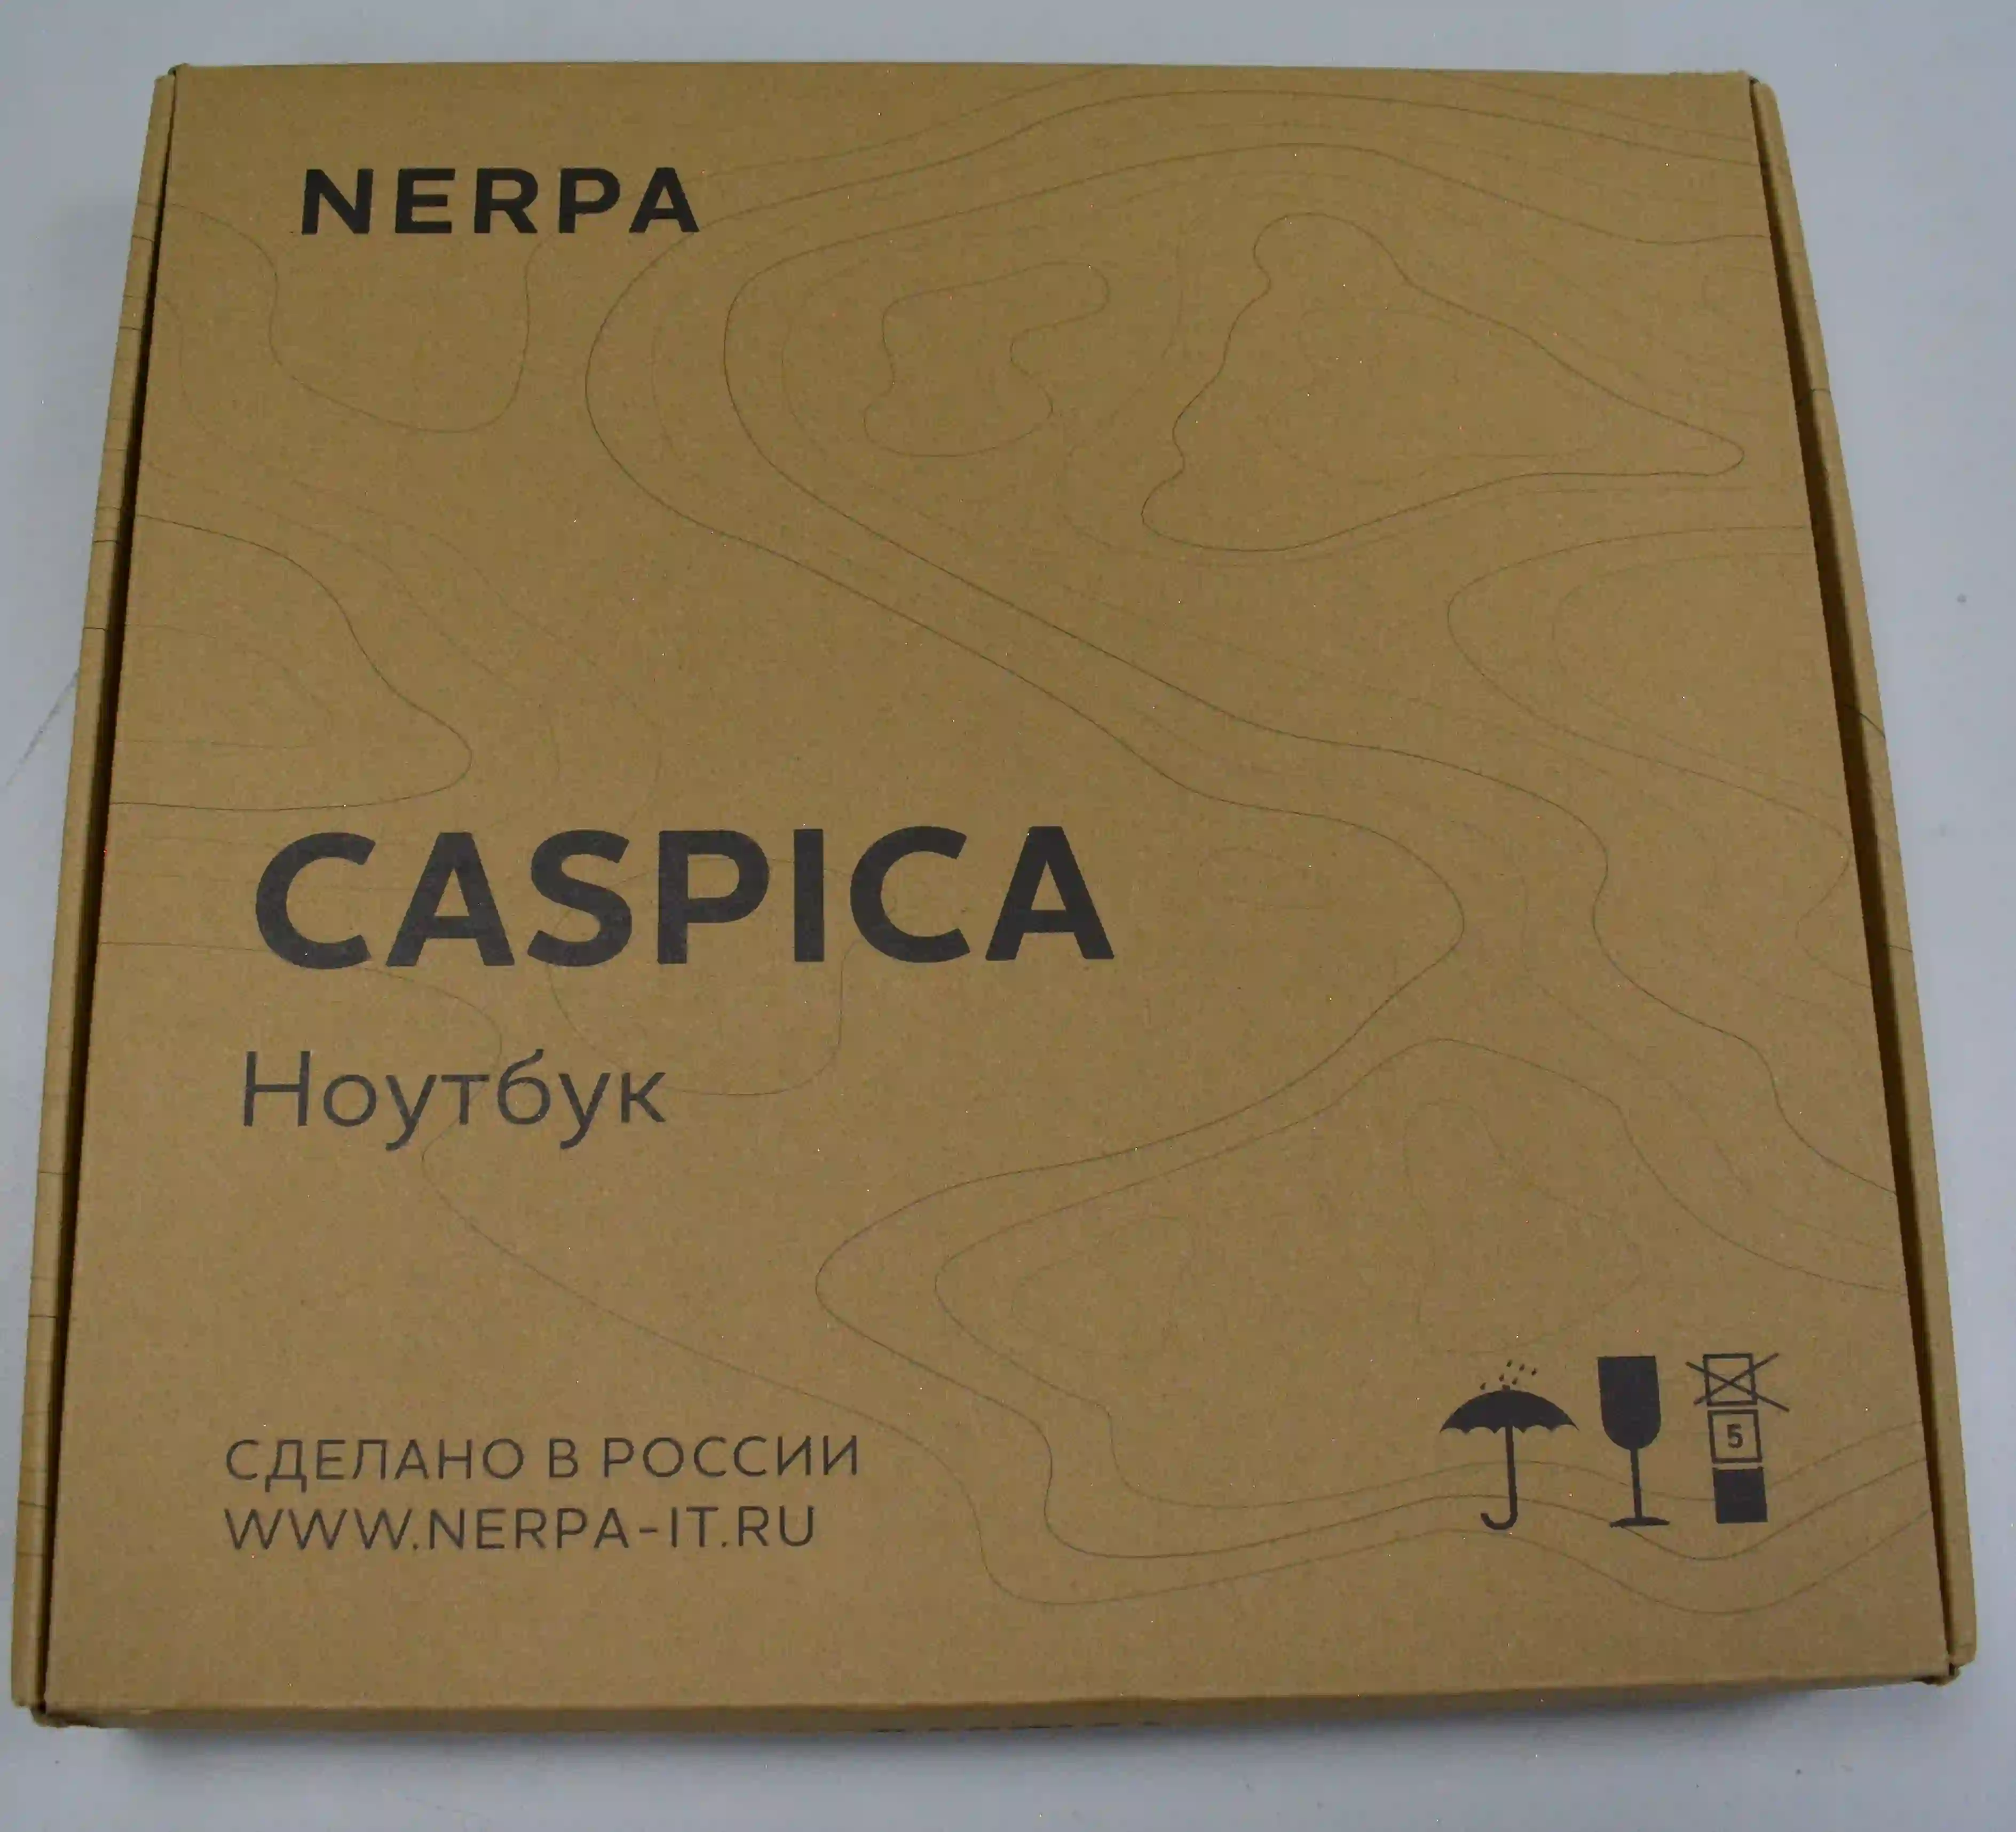 NERPA
CASPICA
Ноутбук
СДЕЛАНО В РОССИИ
WWW.NERPA-IT.RU
5